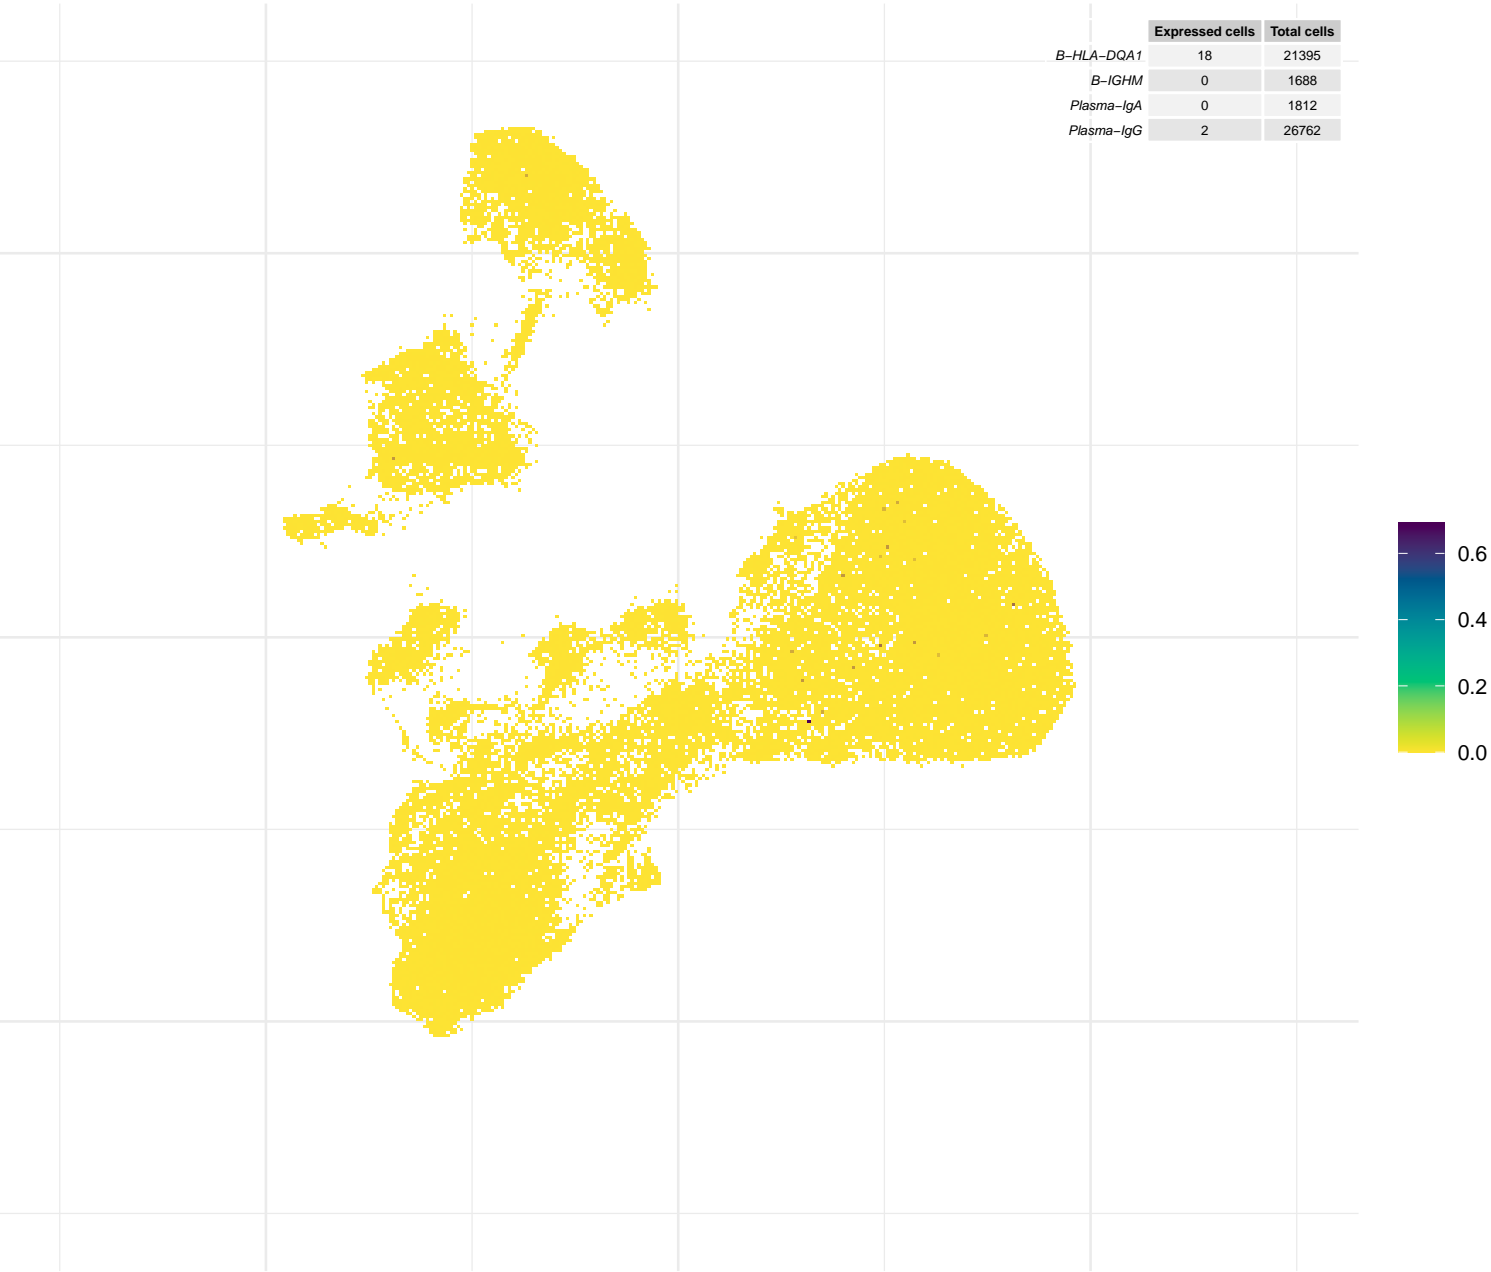 Expressed cells Total cells
B−HLA−DQA1 18 21395
B−IGHM 0 1688
Plasma−IgA 0 1812
Plasma−IgG 2 26762
0.6
0.4
0.2
0.0